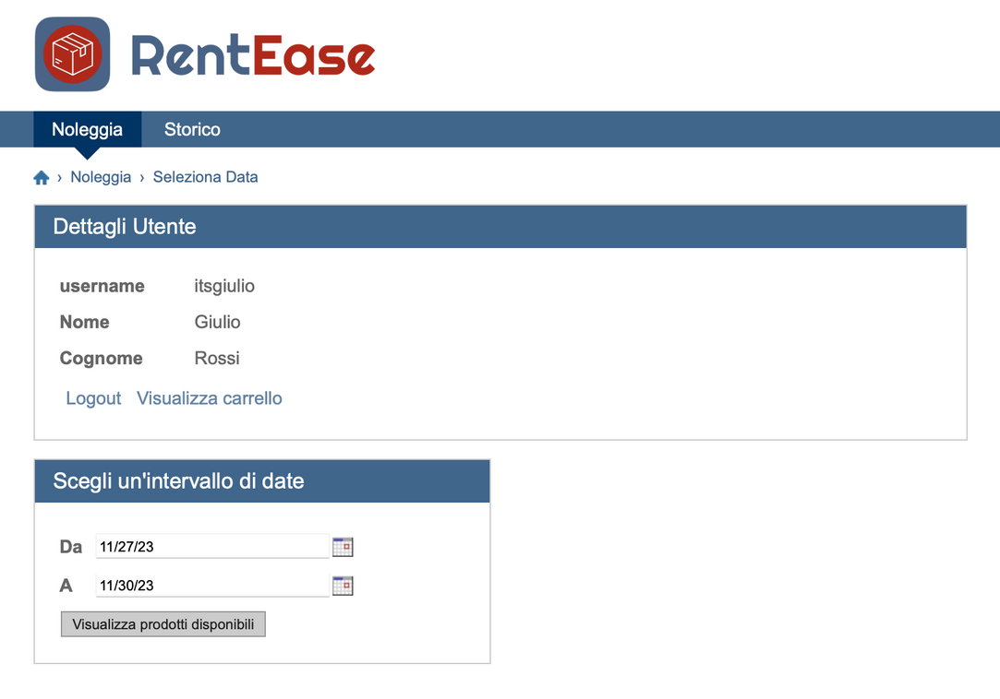 RentEase
Noleggia Storico
› Noleggia › Seleziona Data
Dettagli Utente
username itsgiulio
Nome Giulio
Cognome Rossi
Logout Visualizza carrello
Scegli un'intervallo di date
Da 11/27/23
A 11/30/23
Visualizza prodotti disponibili